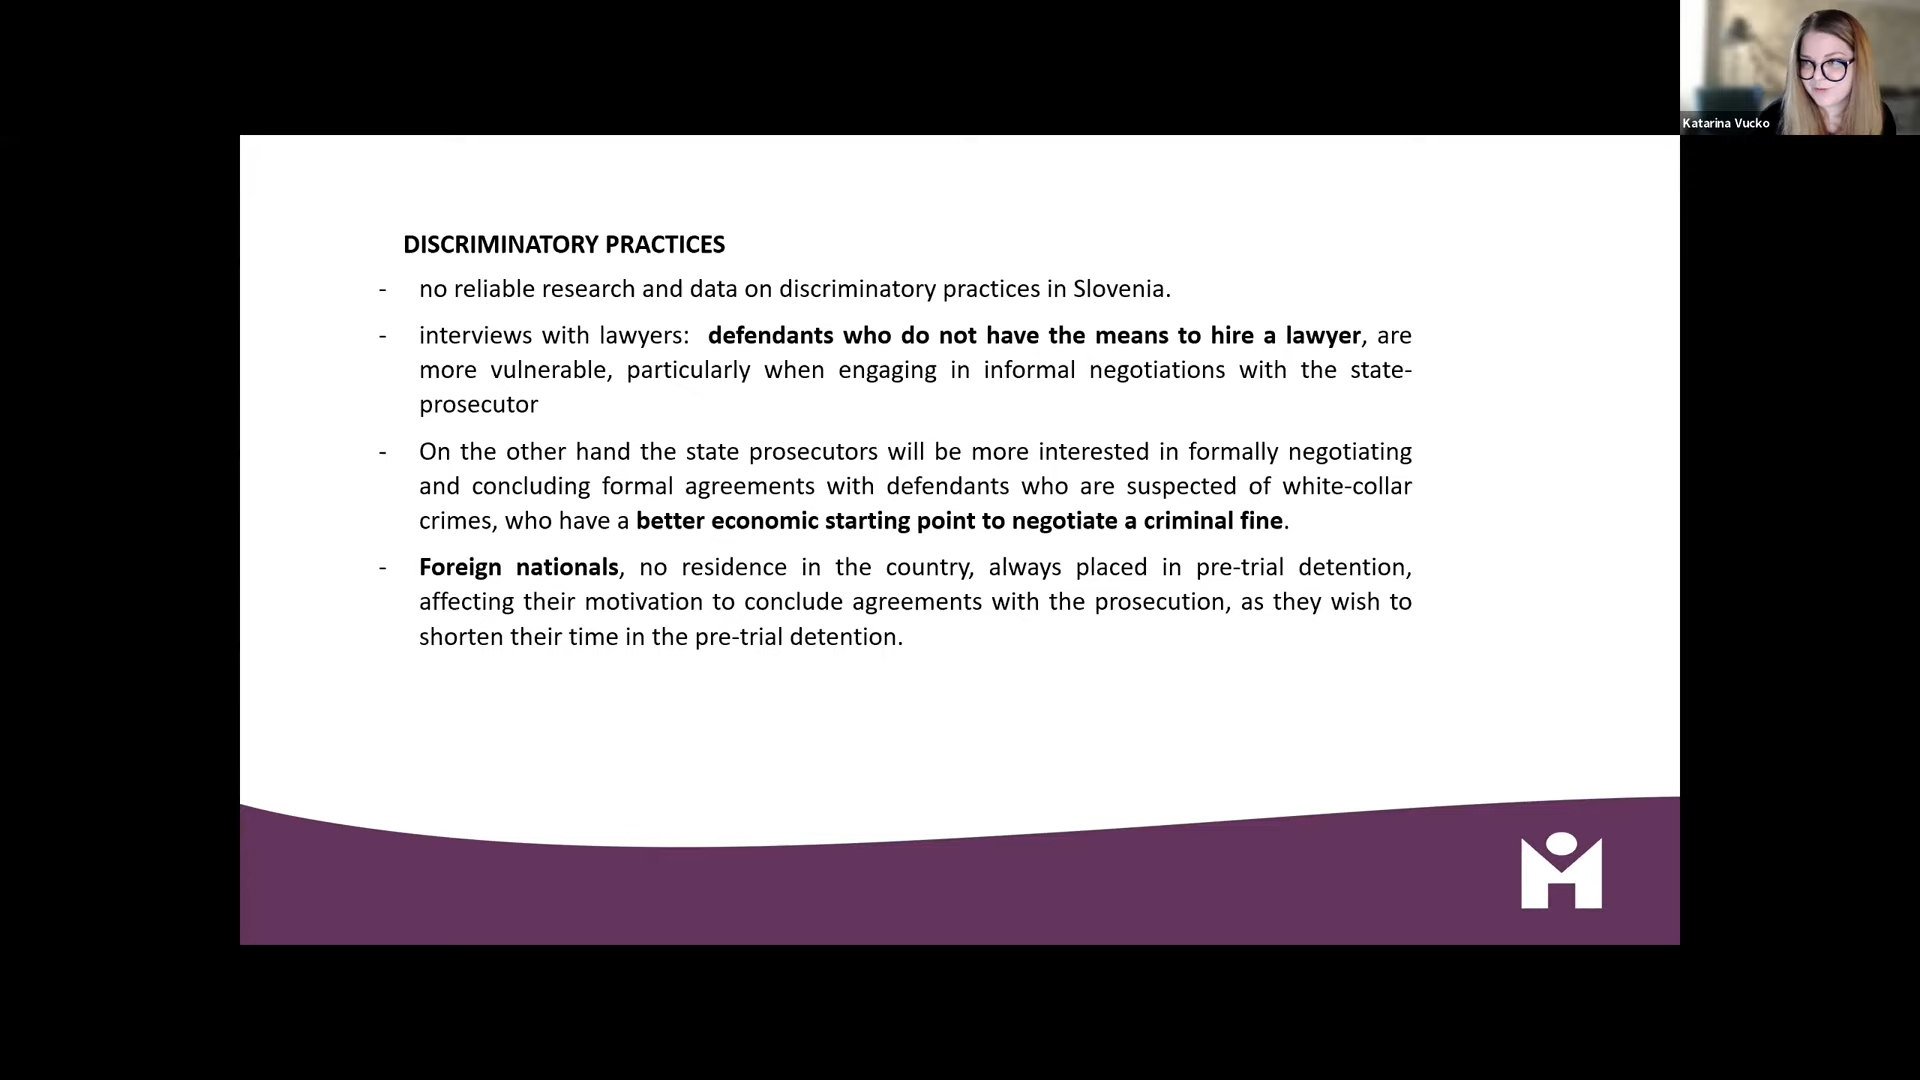 Katarina Vucko
DISCRIMINATORY PRACTICES
- no reliable research and data on discriminatory practices in Slovenia.
- interviews with lawyers: defendants who do not have the means to hire a lawyer, are
more vulnerable, particularly when engaging in informal negotiations with the state-
prosecutor
- On the other hand the state prosecutors will be more interested in formally negotiating
and concluding formal agreements with defendants who are suspected of white-collar
crimes, who have a better economic starting point to negotiate a criminal fine.
- Foreign nationals, no residence in the country, always placed in pre-trial detention,
affecting their motivation to conclude agreements with the prosecution, as they wish to
shorten their time in the pre-trial detention.